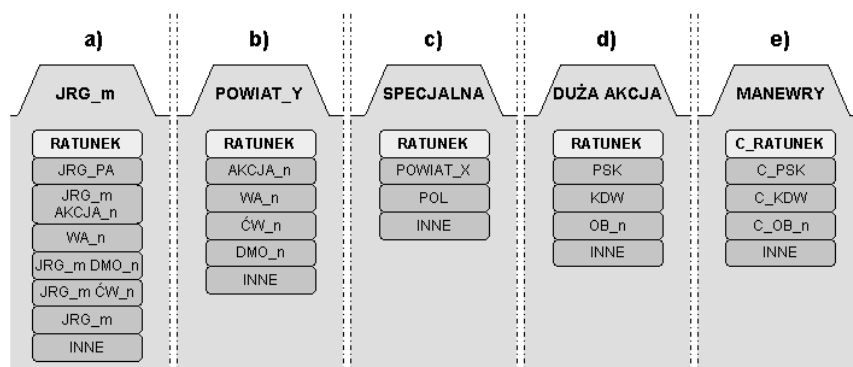 a)
JRG_m
RATUNEK
JRG_PA
JRG_m
AKCJA_n
WA_n
JRG_m DMO_n
JRG_m ĆW_n
JRG_m
INNE
b)
POWIAT_Y
RATUNEK
AKCJA_n
WA_n
ĆW_n
DMO_n
INNE
c)
SPECJALNA
RATUNEK
POWIAT_X
POL
INNE
d)
DUŻA AKCJA
RATUNEK
PSK
KDW
OB_n
INNE
e)
MANEWRY
C_RATUNEK
C_PSK
C_KDW
C_OB_n
INNE